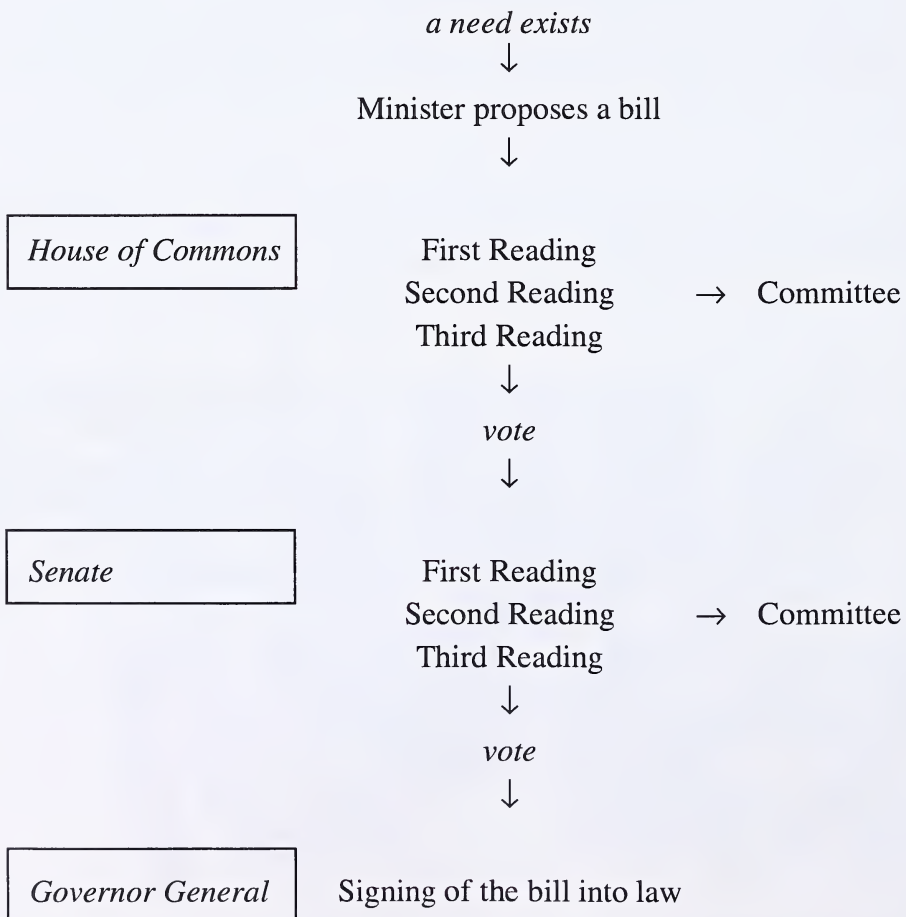 a need exists
↓
Minister proposes a bill
↓
House of Commons First Reading
Second Reading → Committee
Third Reading
↓
vote
↓
Senate First Reading
Second Reading → Committee
Third Reading
↓
vote
↓
Governor General Signing of the bill into law